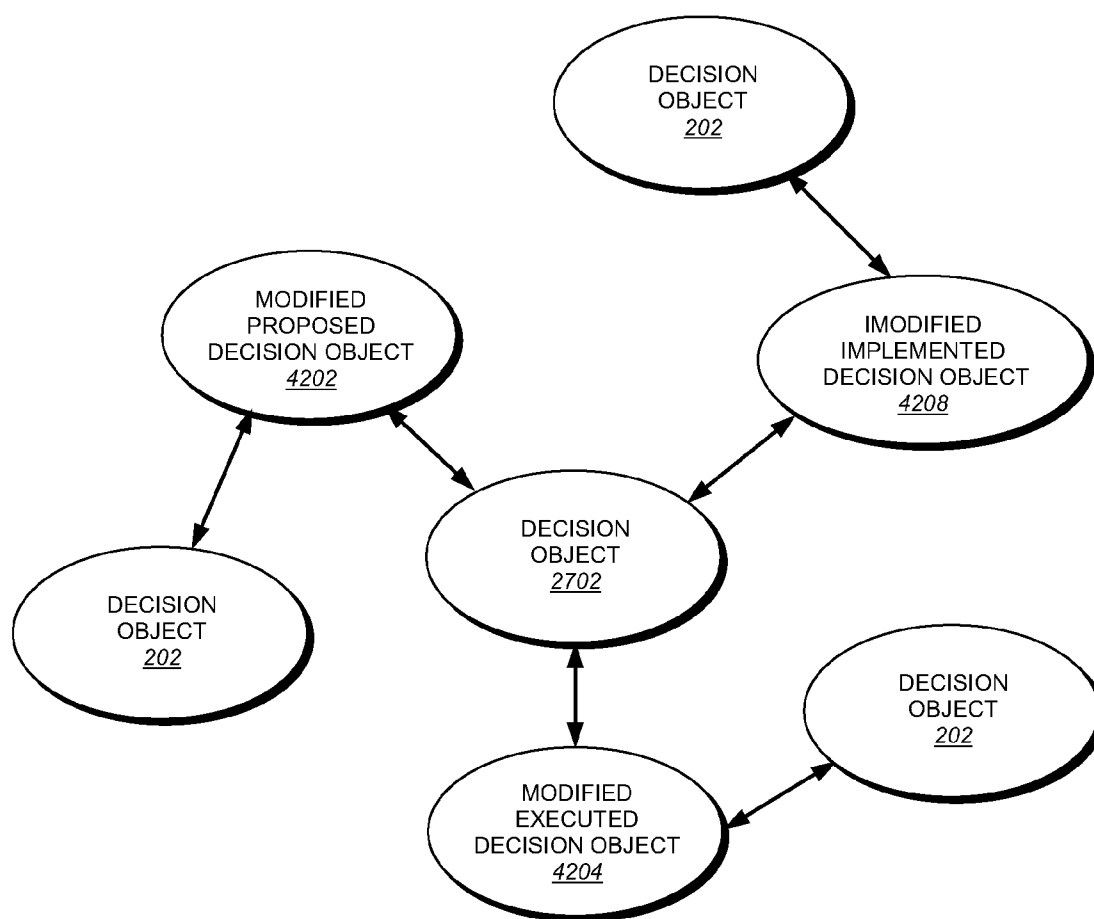 DECISION
OBJECT
202
MODIFIED
PROPOSED
DECISION OBJECT
4202
IMODIFIED
IMPLEMENTED
DECISION OBJECT
4208
DECISION
OBJECT
2702
DECISION
OBJECT
202
DECISION
OBJECT
202
MODIFIED
EXECUTED
DECISION OBJECT
4204